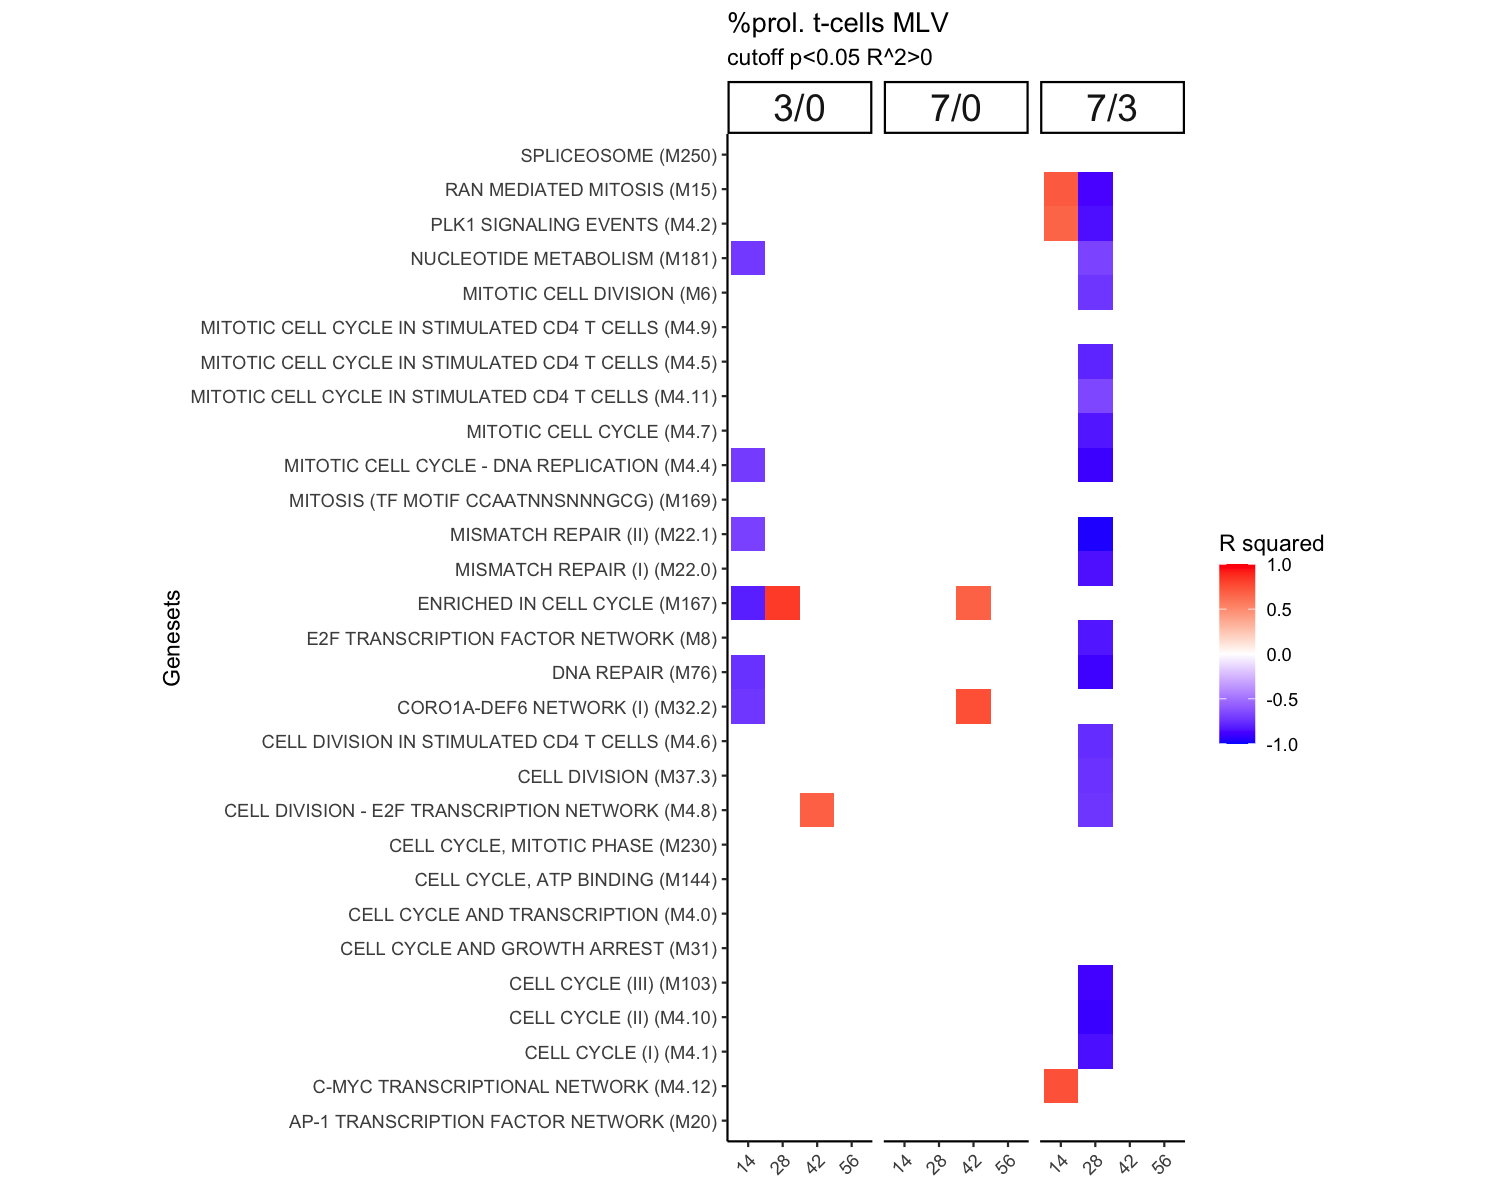 %prol. t-cells MLV
cutoff p<0.05 R^2>0
3/0 7/0 7/3
SPLICEOSOME (M250)
RAN MEDIATED MITOSIS (M15)
PLK1 SIGNALING EVENTS (M4.2)
NUCLEOTIDE METABOLISM (M181)
MITOTIC CELL DIVISION (M6)
MITOTIC CELL CYCLE IN STIMULATED CD4 T CELLS (M4.9)
MITOTIC CELL CYCLE IN STIMULATED CD4 T CELLS (M4.5)
MITOTIC CELL CYCLE IN STIMULATED CD4 T CELLS (M4.11)
MITOTIC CELL CYCLE (M4.7)
MITOTIC CELL CYCLE - DNA REPLICATION (M4.4)
MITOSIS (TF MOTIF CCAATNNSNNNGCG) (M169)
MISMATCH REPAIR (II) (M22.1)
MISMATCH REPAIR (I) (M22.0)
ENRICHED IN CELL CYCLE (M167)
E2F TRANSCRIPTION FACTOR NETWORK (M8)
DNA REPAIR (M76)
CORO1A-DEF6 NETWORK (I) (M32.2)
CELL DIVISION IN STIMULATED CD4 T CELLS (M4.6)
CELL DIVISION (M37.3)
CELL DIVISION - E2F TRANSCRIPTION NETWORK (M4.8)
CELL CYCLE, MITOTIC PHASE (M230)
CELL CYCLE, ATP BINDING (M144)
CELL CYCLE AND TRANSCRIPTION (M4.0)
CELL CYCLE AND GROWTH ARREST (M31)
CELL CYCLE (III) (M103)
CELL CYCLE (II) (M4.10)
CELL CYCLE (I) (M4.1)
C-MYC TRANSCRIPTIONAL NETWORK (M4.12)
AP-1 TRANSCRIPTION FACTOR NETWORK (M20)
Genesets
14 28 42 56 14 28 42 56 14 28 42 56
R squared
1.0
0.5
0.0
-0.5
-1.0